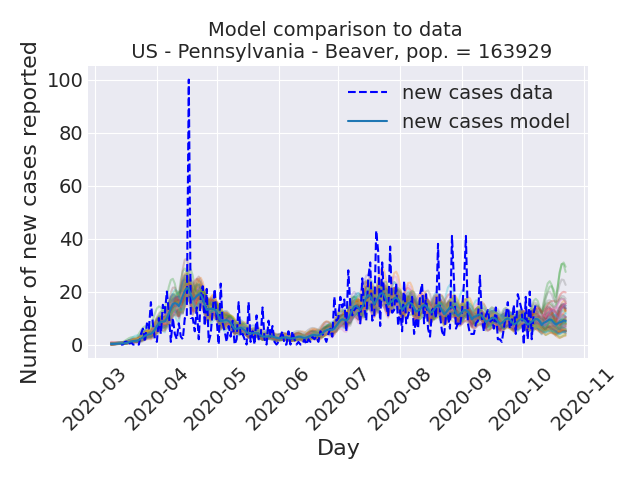 Model comparison to data
US - Pennsylvania - Beaver, pop. = 163929
Number of new cases reported
100
80
60
40
20
0
new cases data
new cases model
2020-03
2020-04
2020-05
2020-06
2020-07
2020-08
2020-09
2020-10
2020-11
Day